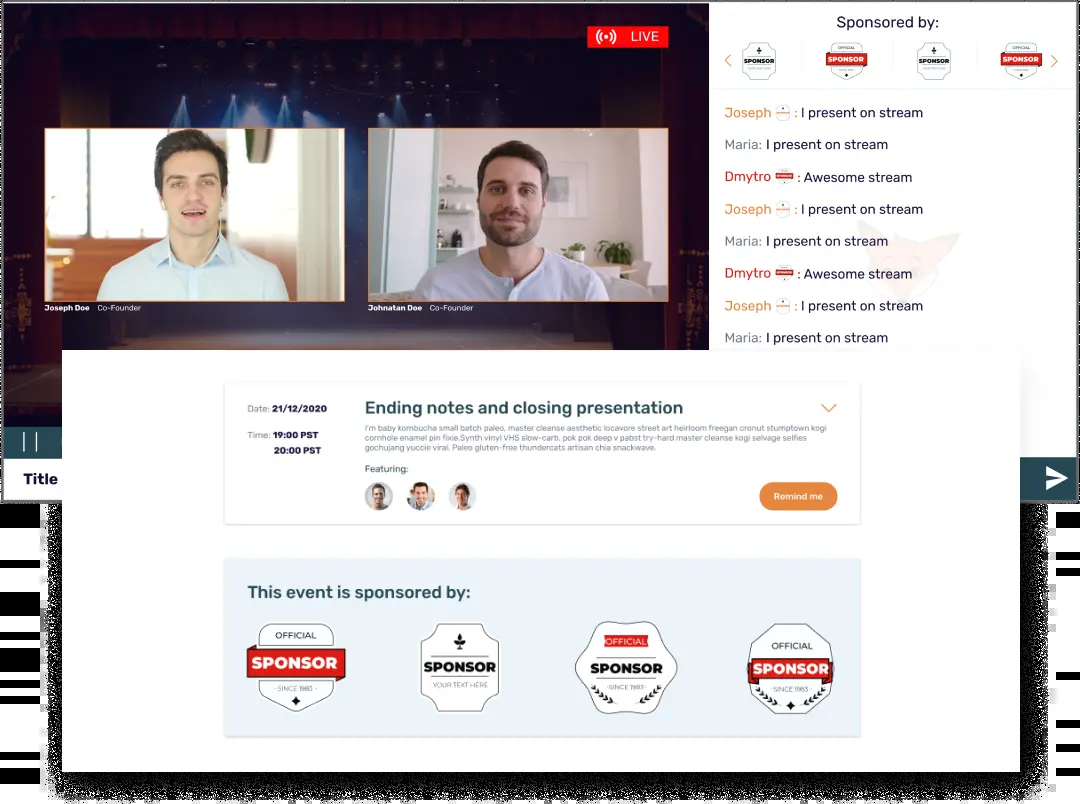 LIVE
Joseph Doe Co-Founder
Johnatan Doe Co-Founder
Sponsored by:
SPONSOR
OFFICIAL
SPONSOR
SPONSOR
OFFICIAL
SPONSOR
Joseph : I present on stream
Maria: I present on stream
Dmytro SPONSOR : Awesome stream
Joseph : I present on stream
Maria: I present on stream
Dmytro SPONSOR : Awesome stream
Joseph : I present on stream
Maria: I present on stream
Title
Date: 21/12/2020
Time: 19:00 PST
20:00 PST
Ending notes and closing presentation
I'm baby kombucha small batch paleo, master cleanse aesthetic locavore street art heirloom freegan cronut stumptown kogi
cornhole enamel pin fixie.Synth vinyl VHS slow-carb. pok pok deep v pabst try-hard master cleanse kogi selvage selfies
gochujang yuccie viral. Paleo gluten-free thundercats artisan chia snackwave.
Featuring:
Remind me
This event is sponsored by:
OFFICIAL
SPONSOR
- SINCE 1983 -
SPONSOR
YOUR TEXT HERE
OFFICIAL
SPONSOR
- SINCE 1983 -
OFFICIAL
SPONSOR
- SINCE 1983 -